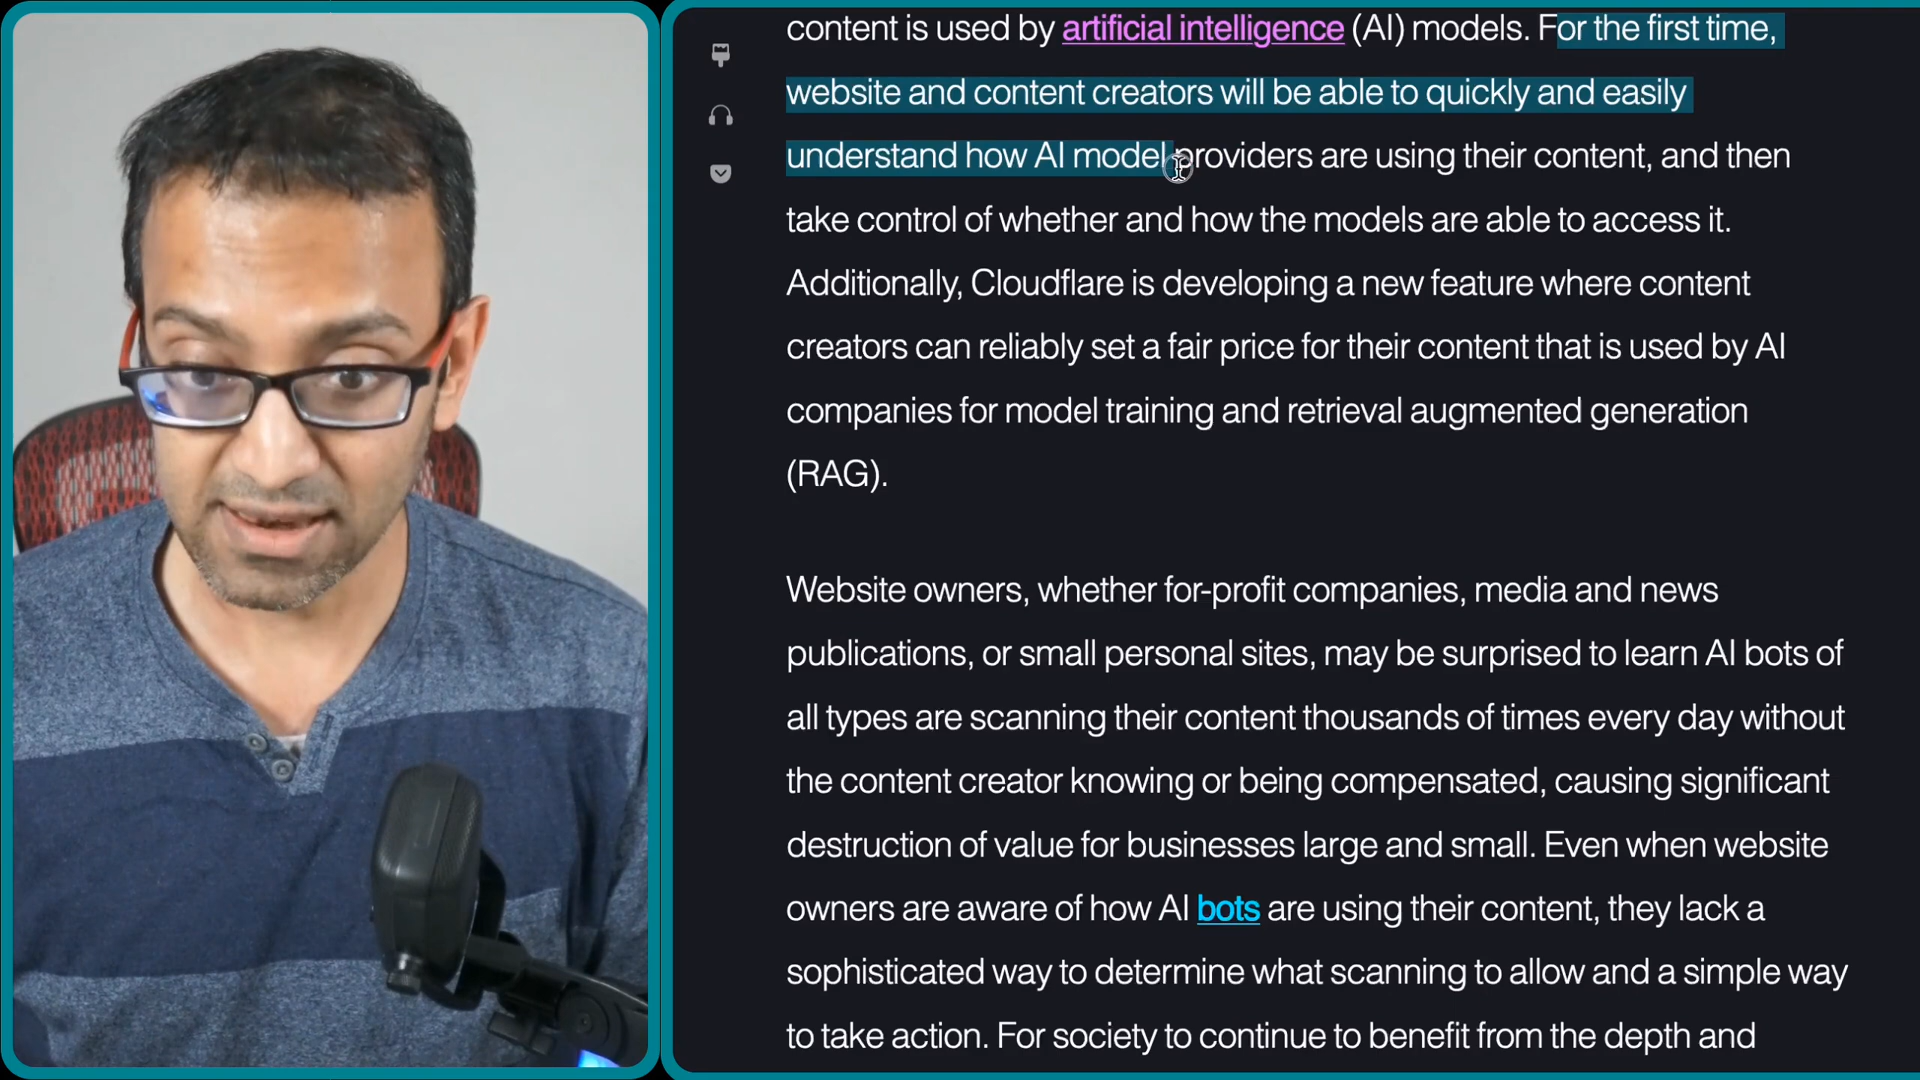 content is used by artificial intelligence (AI) models. For the first time,
website and content creators will be able to quickly and easily
understand how AI model providers are using their content, and then
take control of whether and how the models are able to access it.
Additionally, Cloudflare is developing a new feature where content
creators can reliably set a fair price for their content that is used by AI
companies for model training and retrieval augmented generation
(RAG).
Website owners, whether for-profit companies, media and news
publications, or small personal sites, may be surprised to learn AI bots of
all types are scanning their content thousands of times every day without
the content creator knowing or being compensated, causing significant
destruction of value for businesses large and small. Even when website
owners are aware of how AI bots are using their content, they lack a
sophisticated way to determine what scanning to allow and a simple way
to take action. For society to continue to benefit from the depth and